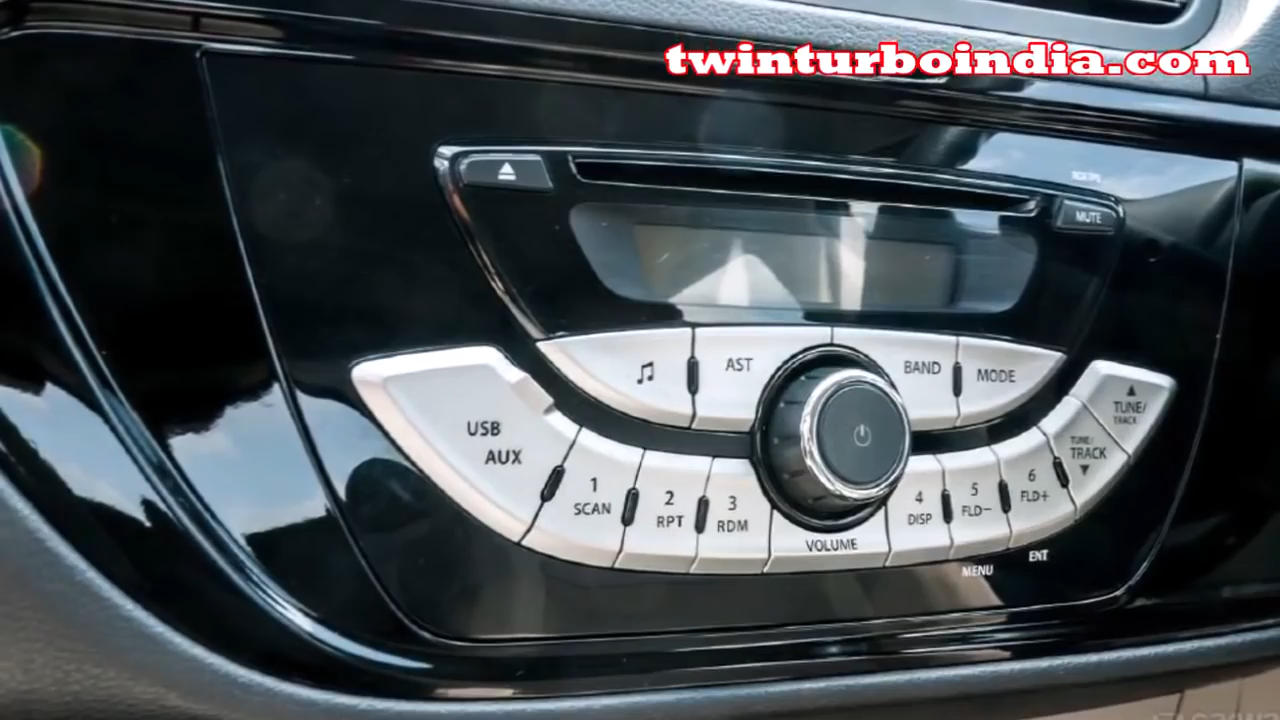 twinturboindia.com
MUTE
AST
BAND
MODE
USB
AUX
1
SCAN
2
RPT
3
RDM
VOLUME
4
DISP
5
FLD−
6
FLD+
TUNE/
TRACK
TUNE/
TRACK
MENU
ENT